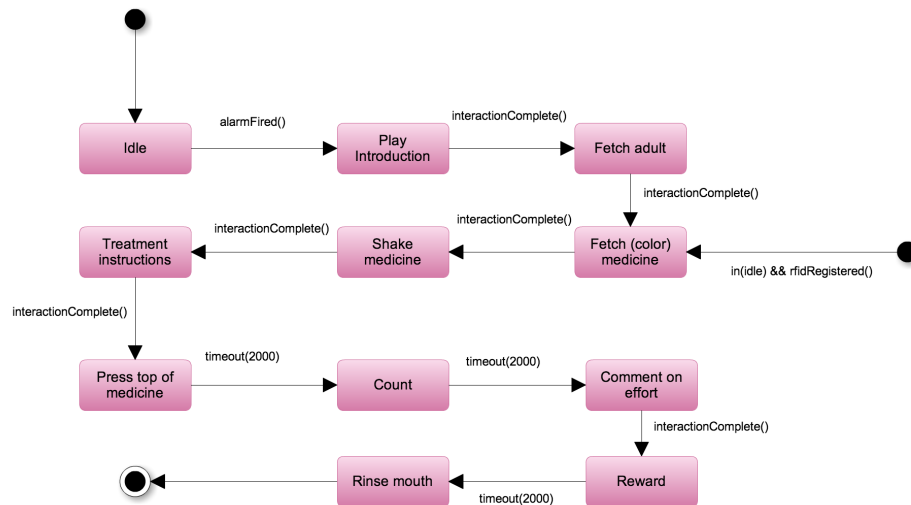 alarmFired()
interactionComplete()
Idle
Play
Introduction
Fetch adult
interactionComplete()
interactionComplete()
interactionComplete()
Treatment
instructions
Shake
medicine
Fetch (color)
medicine
in(idle) && rfidRegistered()
interactionComplete()
timeout(2000)
timeout(2000)
Press top of
medicine
Count
Comment on
effort
interactionComplete()
Rinse mouth
Reward
timeout(2000)